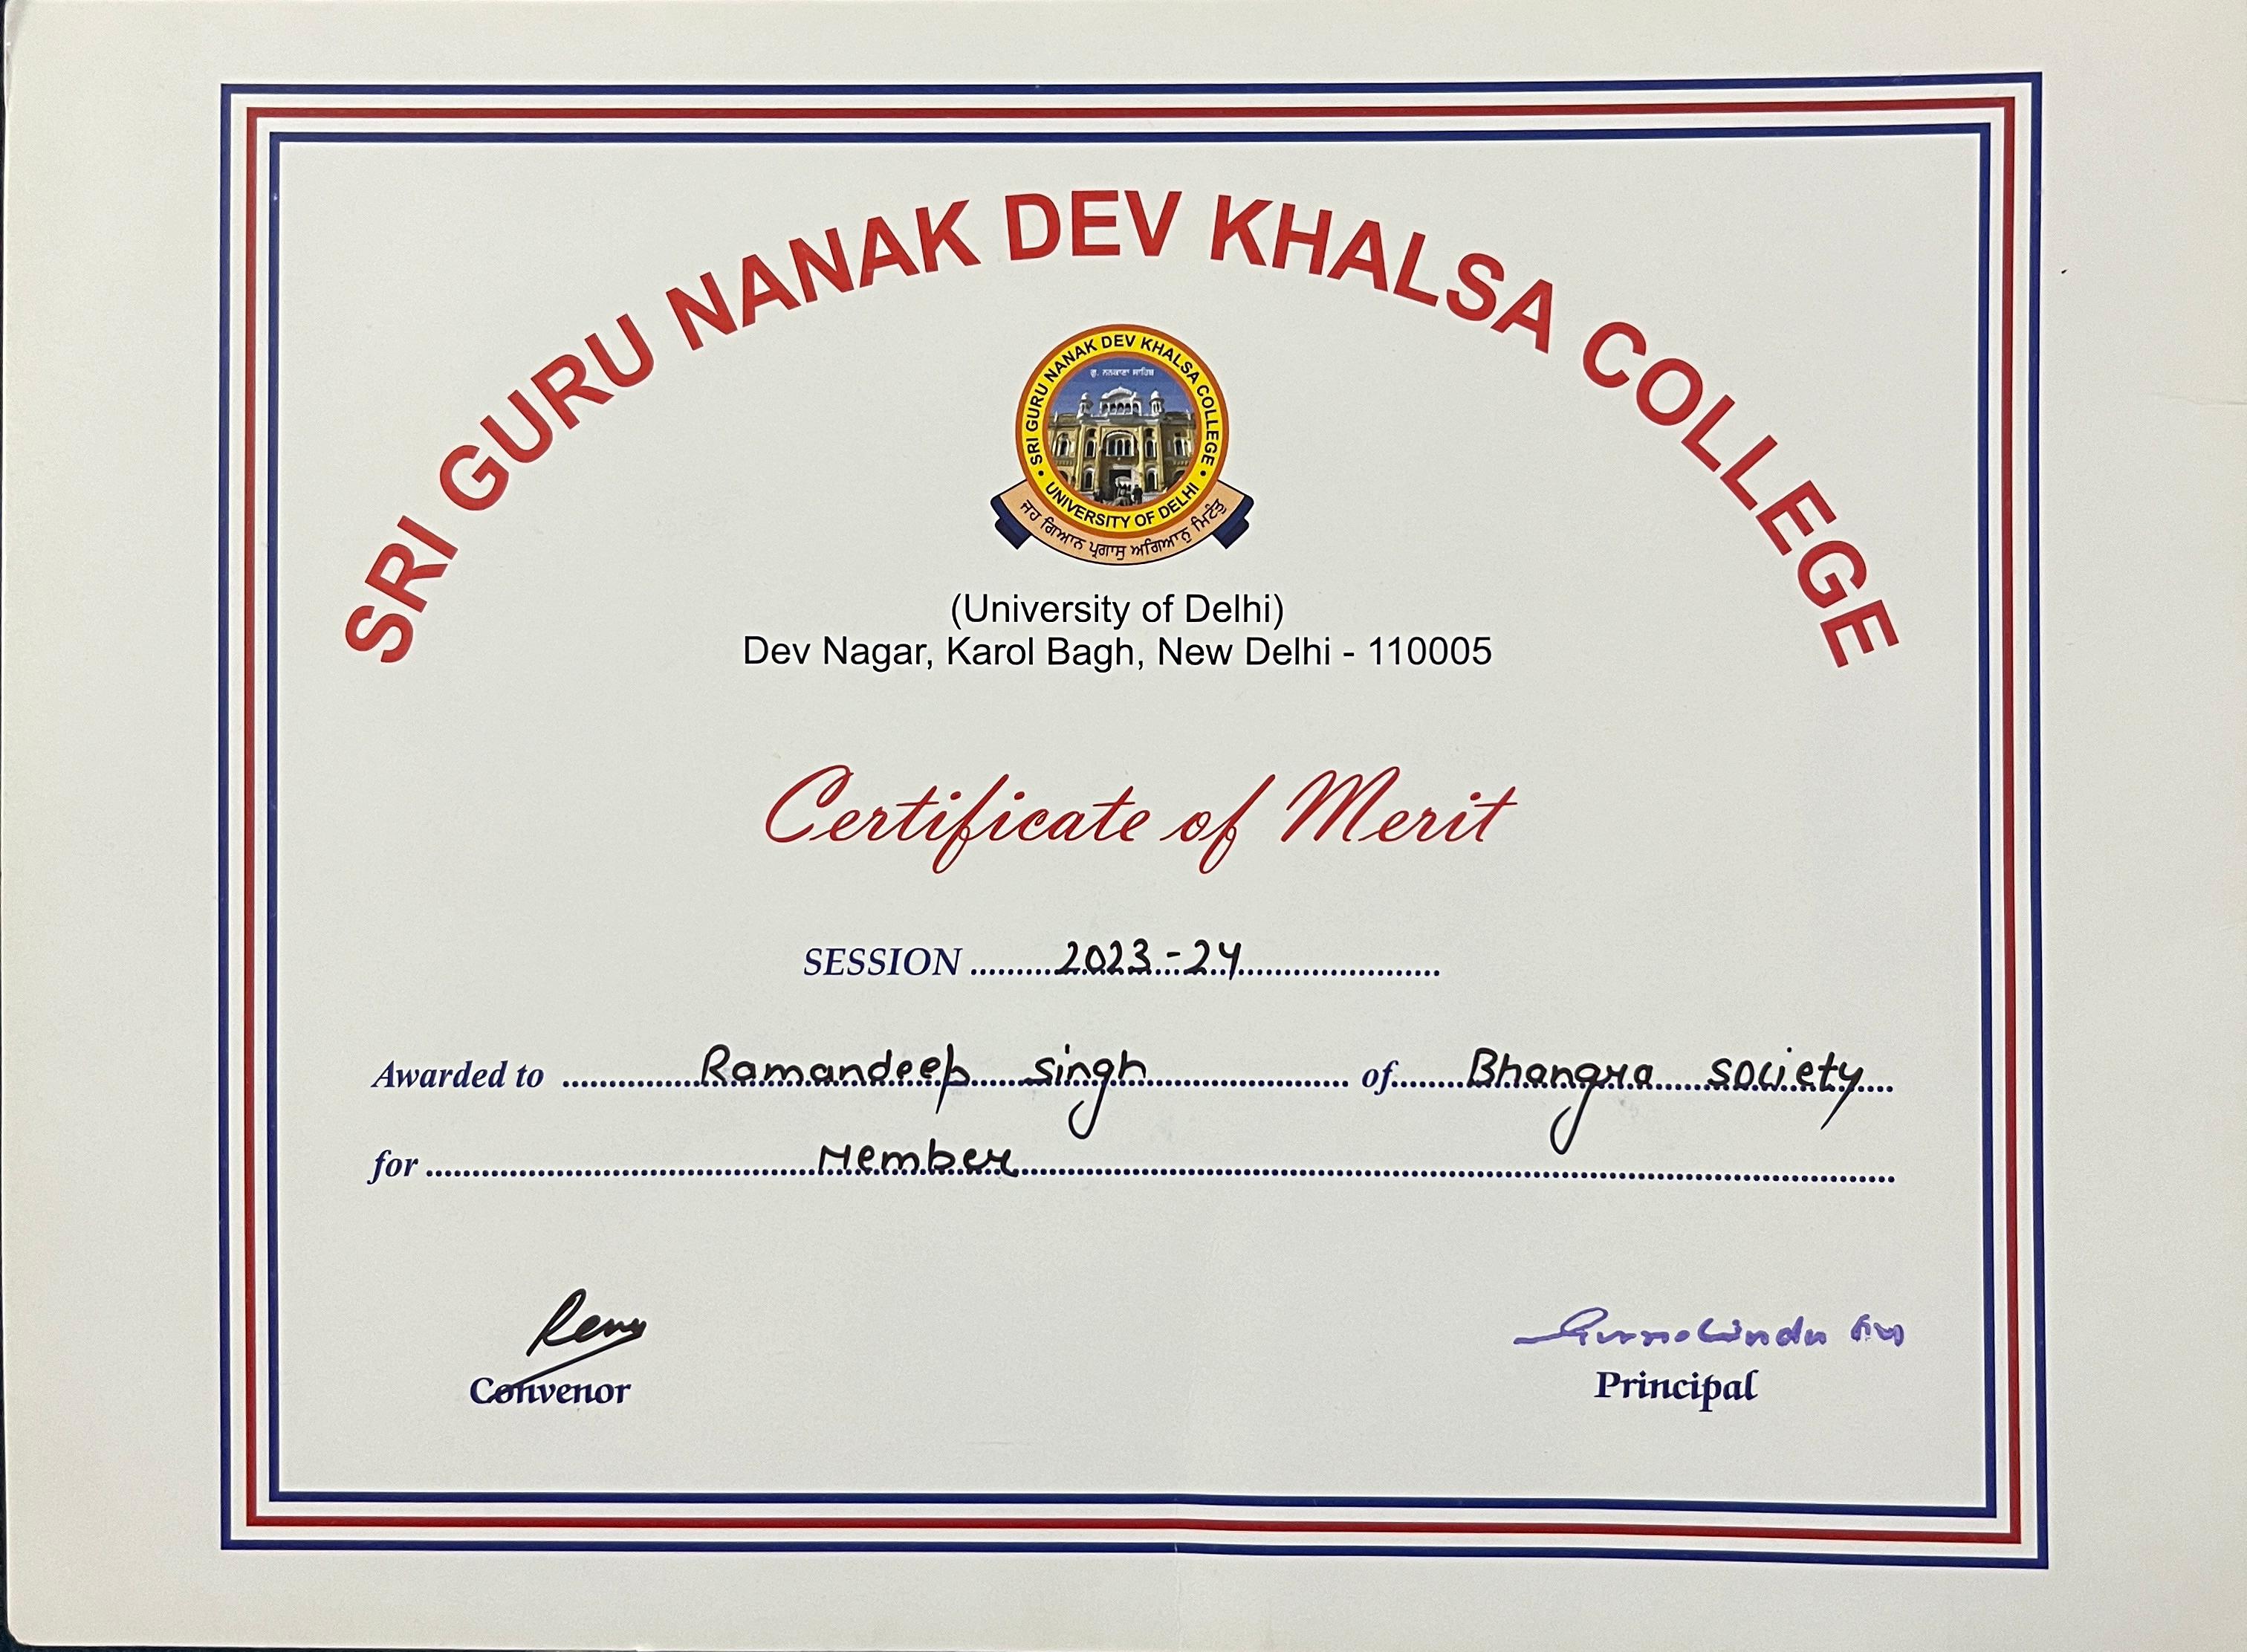 SRI GURU NANAK DEV KHALSA COLLEGE
ਗੁ. ਨਨਕਾਣਾ ਸਾਹਿਬ
• SRI GURU NANAK DEV KHALSA COLLEGE •
UNIVERSITY OF DELHI
ਜਹ ਗਿਆਨ ਪ੍ਰਗਾਸੁ ਅਗਿਆਨੁ ਮਿਟੰਤੁ
(University of Delhi)
Dev Nagar, Karol Bagh, New Delhi - 110005
Certificate of Merit
SESSION 2023-24
Awarded to Ramandeep Singh of Bhangra society
for Member
Convenor
Principal